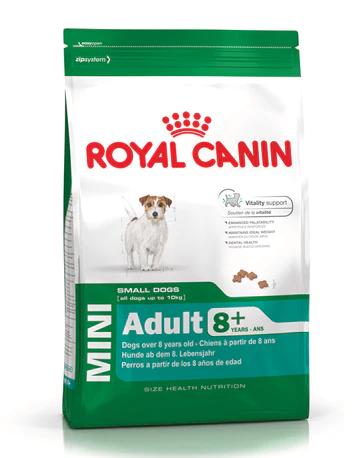 easyopen
zipsystem
ROYAL CANIN
Vitality support
Soutien de la vitalité
ENHANCED PALATABILITY
MAINTAINS IDEAL WEIGHT
DENTAL HEALTH
SMALL DOGS
[all dogs up to 10kg]
MINI
Adult 8+
YEARS - ANS
Dogs over 8 years old - Chiens à partir de 8 ans
Hunde ab dem 8. Lebensjahr
Perros a partir de los 8 años de edad
SIZE HEALTH NUTRITION